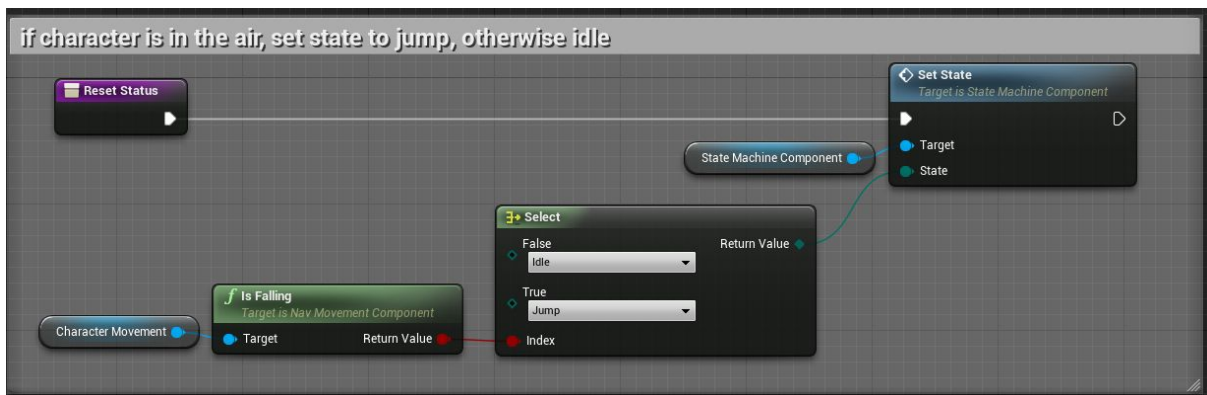 if character is in the air, set state to jump, otherwise idle
Reset Status
Set State
Target is State Machine Component
Target
State
State Machine Component
Select
False
Return Value
Idle
True
Jump
Index
f Is Falling
Target is Nav Movement Component
Target
Return Value
Character Movement